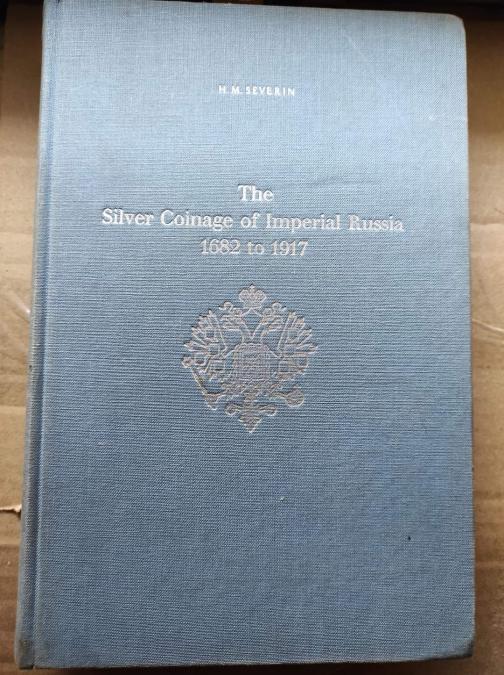 H. M. SEVERIN
The
Silver Coinage of Imperial Russia
1682 to 1917